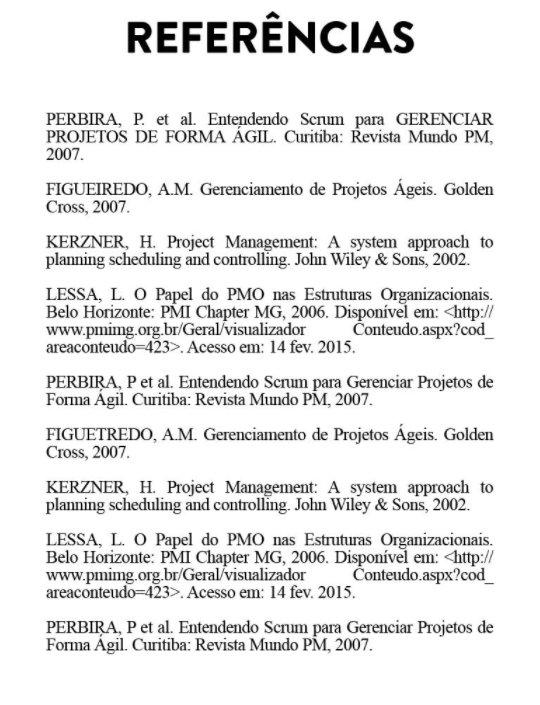 REFERÊNCIAS
PERBIRA, P. et al. Entendendo Scrum para GERENCIAR
PROJETOS DE FORMA ÁGIL. Curitiba: Revista Mundo PM,
2007.
FIGUEIREDO, A.M. Gerenciamento de Projetos Ágeis. Golden
Cross, 2007.
KERZNER, H. Project Management: A system approach to
planning scheduling and controlling. John Wiley & Sons, 2002.
LESSA, L. O Papel do PMO nas Estruturas Organizacionais.
Belo Horizonte: PMI Chapter MG, 2006. Disponível em: <http://
www.pmimg.org.br/Geral/visualizador Conteudo.aspx?cod_
areaconteudo=423>. Acesso em: 14 fev. 2015.
PERBIRA, P et al. Entendendo Scrum para Gerenciar Projetos de
Forma Ágil. Curitiba: Revista Mundo PM, 2007.
FIGUETREDO, A.M. Gerenciamento de Projetos Ágeis. Golden
Cross, 2007.
KERZNER, H. Project Management: A system approach to
planning scheduling and controlling. John Wiley & Sons, 2002.
LESSA, L. O Papel do PMO nas Estruturas Organizacionais.
Belo Horizonte: PMI Chapter MG, 2006. Disponível em: <http://
www.pmimg.org.br/Geral/visualizador Conteudo.aspx?cod_
areaconteudo=423>. Acesso em: 14 fev. 2015.
PERBIRA, P et al. Entendendo Scrum para Gerenciar Projetos de
Forma Ágil. Curitiba: Revista Mundo PM, 2007.